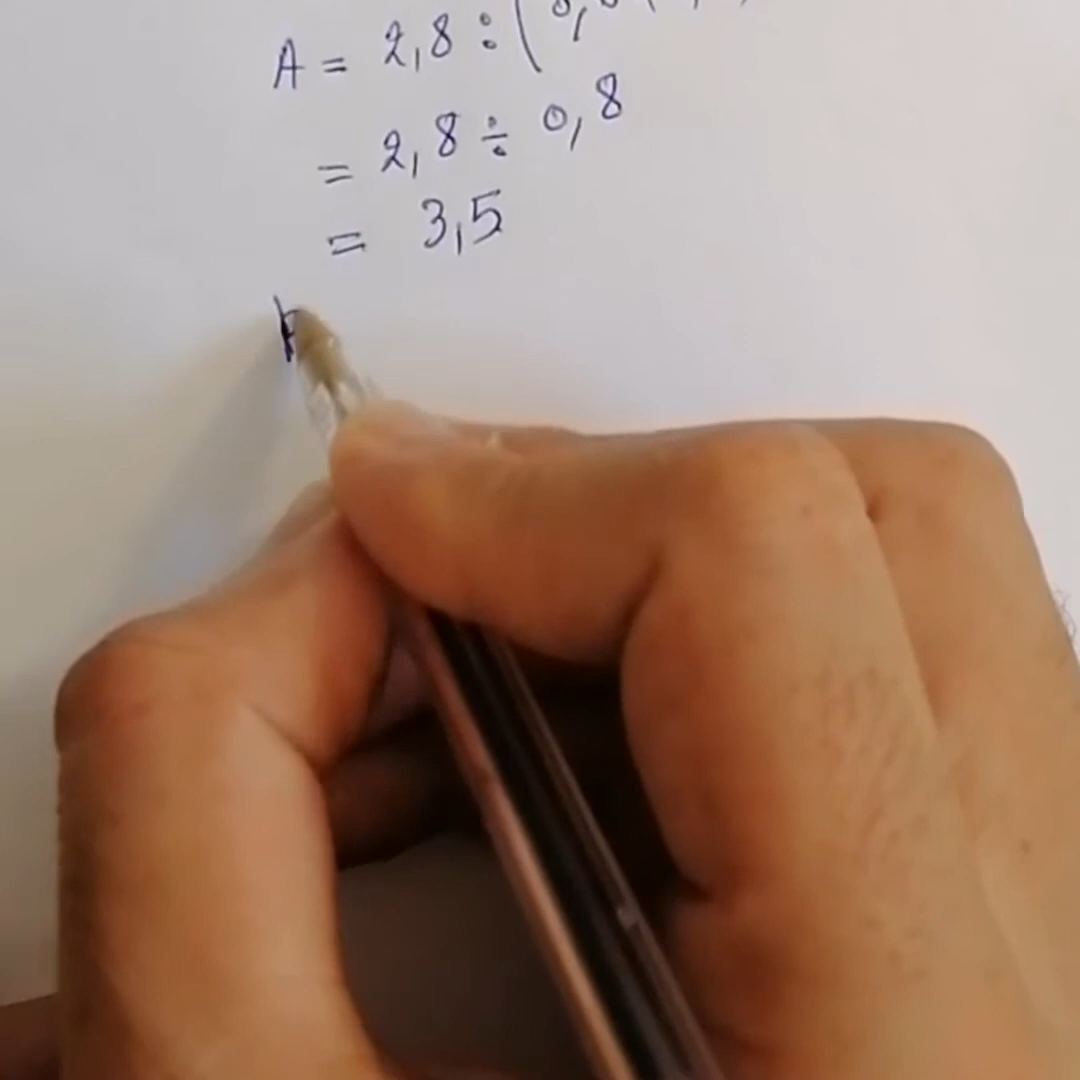 A = 2,8 : (
= 2,8 ÷ 0,8
= 3,5